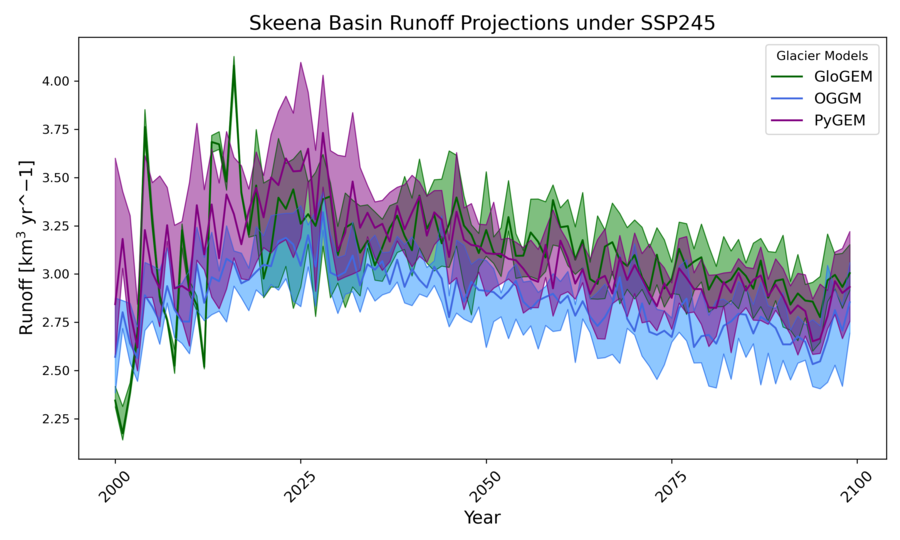 Skeena Basin Runoff Projections under SSP245
Runoff [km³ yr^−1]
4.00
3.75
3.50
3.25
3.00
2.75
2.50
2.25
Glacier Models
GloGEM
OGGM
PyGEM
2000
2025
2050
2075
2100
Year